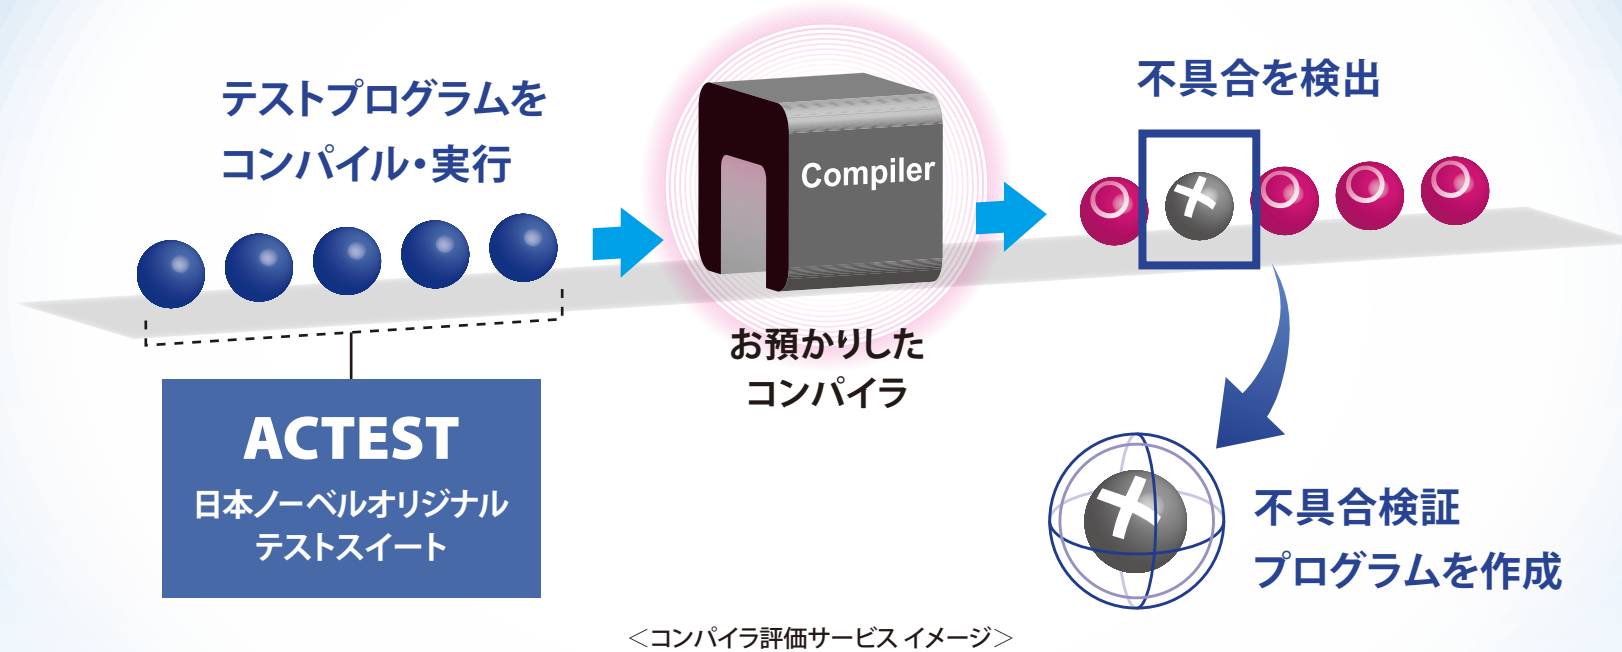 テストプログラムを
コンパイル・実行
Compiler
不具合を検出
お預かりした
コンパイラ
ACTEST
日本ノーベルオリジナル
テストスイート
不具合検証
プログラムを作成
＜コンパイラ評価サービス イメージ＞